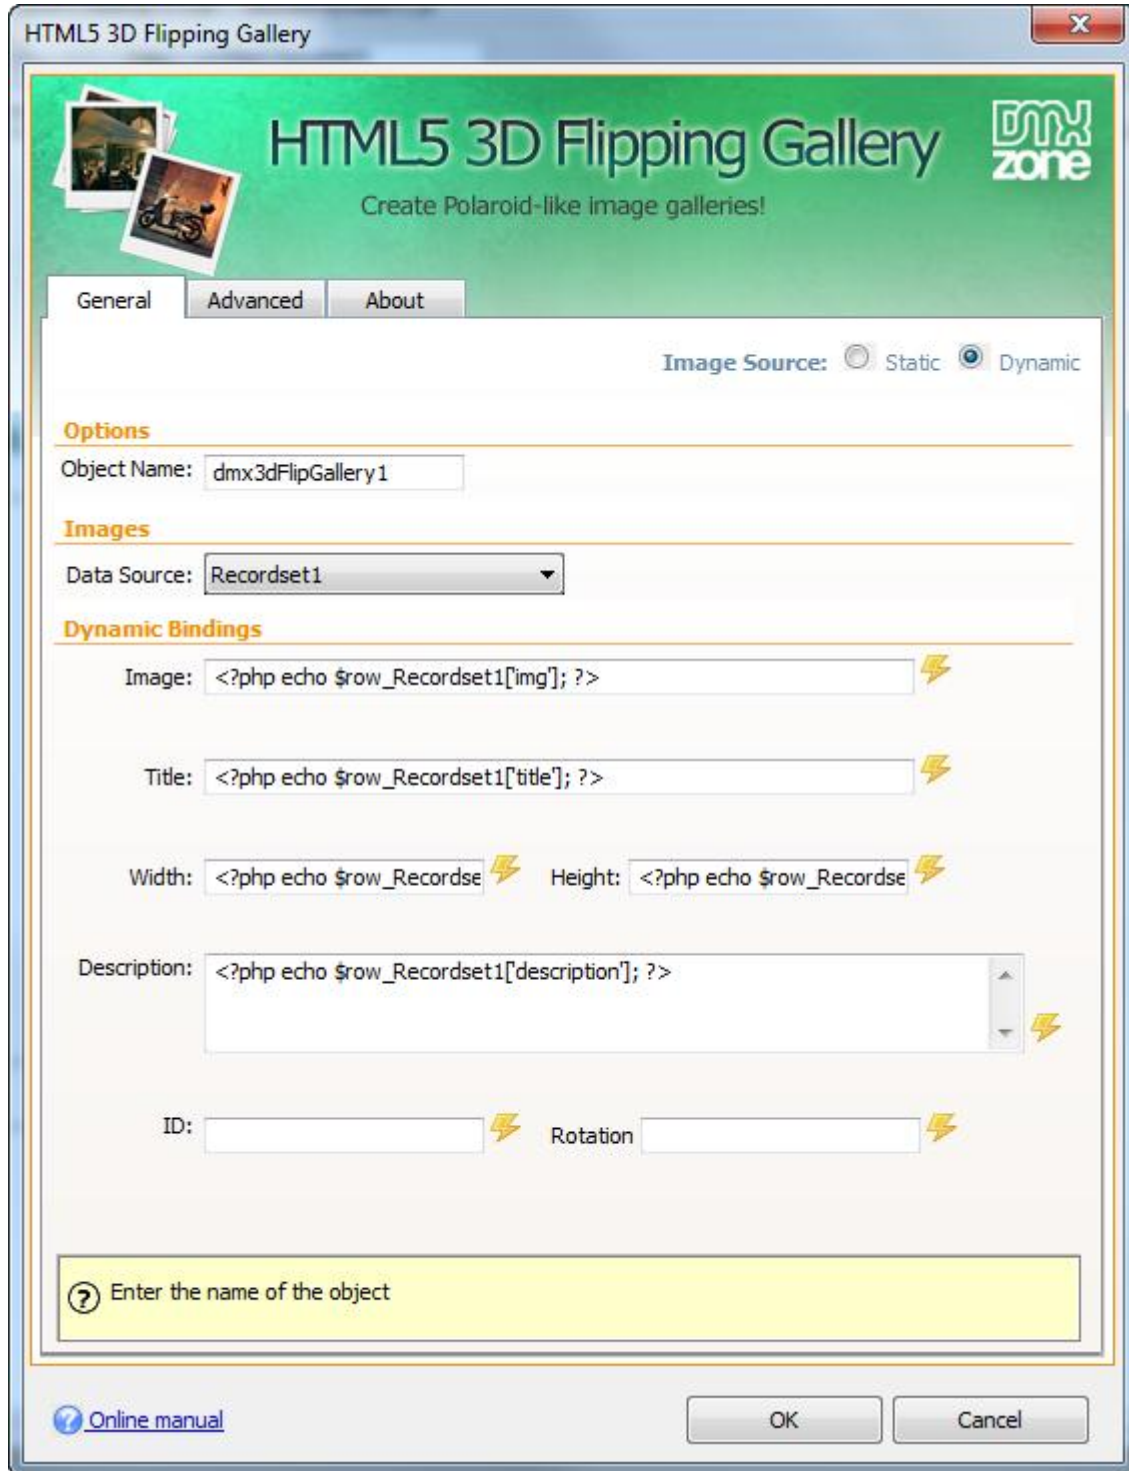 HTML5 3D Flipping Gallery
HTML5 3D Flipping Gallery
DMX
zone
Create Polaroid-like image galleries!
General Advanced About
Image Source: Static Dynamic
Options
Object Name: dmx3dFlipGallery1
Images
Data Source: Recordset1
Dynamic Bindings
Image: <?php echo $row_Recordset1['img']; ?>
Title: <?php echo $row_Recordset1['title']; ?>
Width: <?php echo $row_Recordse Height: <?php echo $row_Recordse
Description: <?php echo $row_Recordset1['description']; ?>
ID: Rotation
? Enter the name of the object
? Online manual OK Cancel